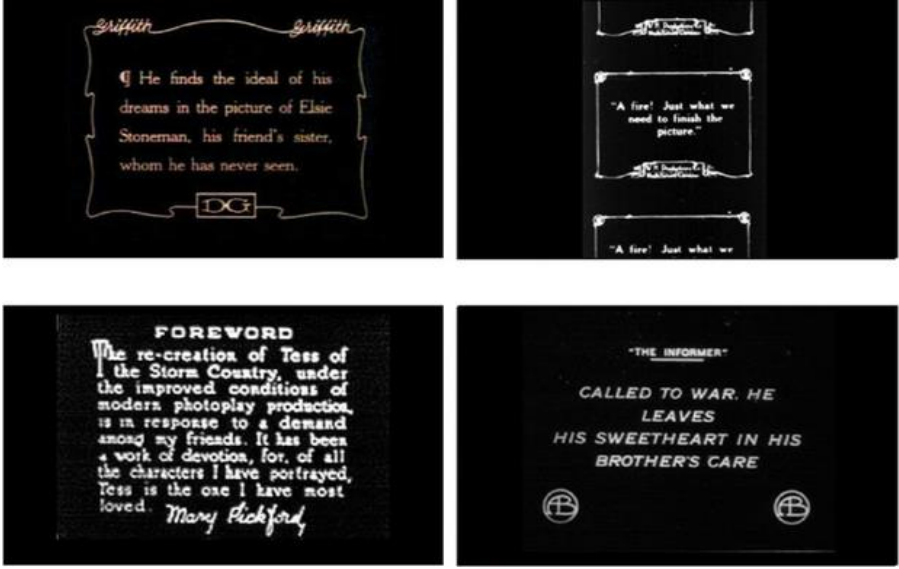 Griffith Griffith
¶ He finds the ideal of his
dreams in the picture of Elsie
Stoneman, his friend's sister,
whom he has never seen.
DG
"A fire! Just what we
need to finish the
picture."
"A fire! Just what we
FOREWORD
The re-creation of Tess of
the Storm Country, under
the improved conditions of
modern photoplay production,
is in response to a demand
among my friends. It has been
a work of devotion, for, of all
the characters I have portrayed,
Tess is the one I have most
loved.
Mary Pickford
"THE INFORMER"
CALLED TO WAR. HE
LEAVES
HIS SWEETHEART IN HIS
BROTHER'S CARE
AB AB